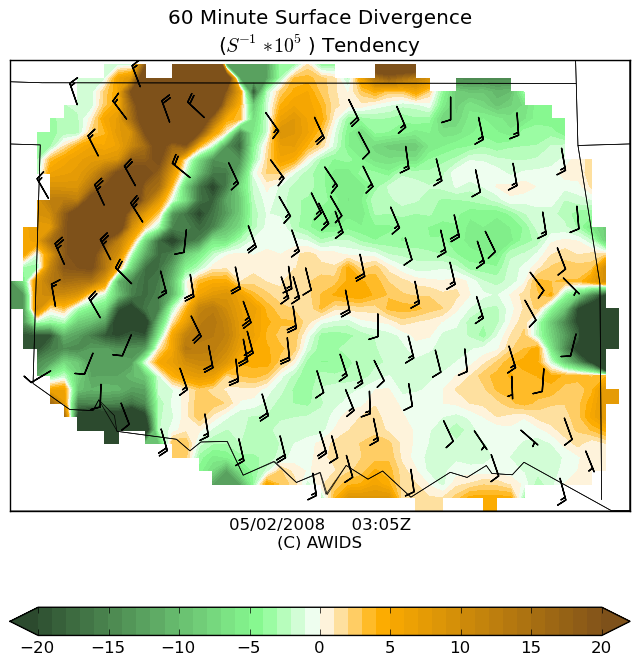 60 Minute Surface Divergence
(S⁻¹ *10⁵ ) Tendency
05/02/2008 03:05Z
(C) AWIDS
−20 −15 −10 −5 0 5 10 15 20